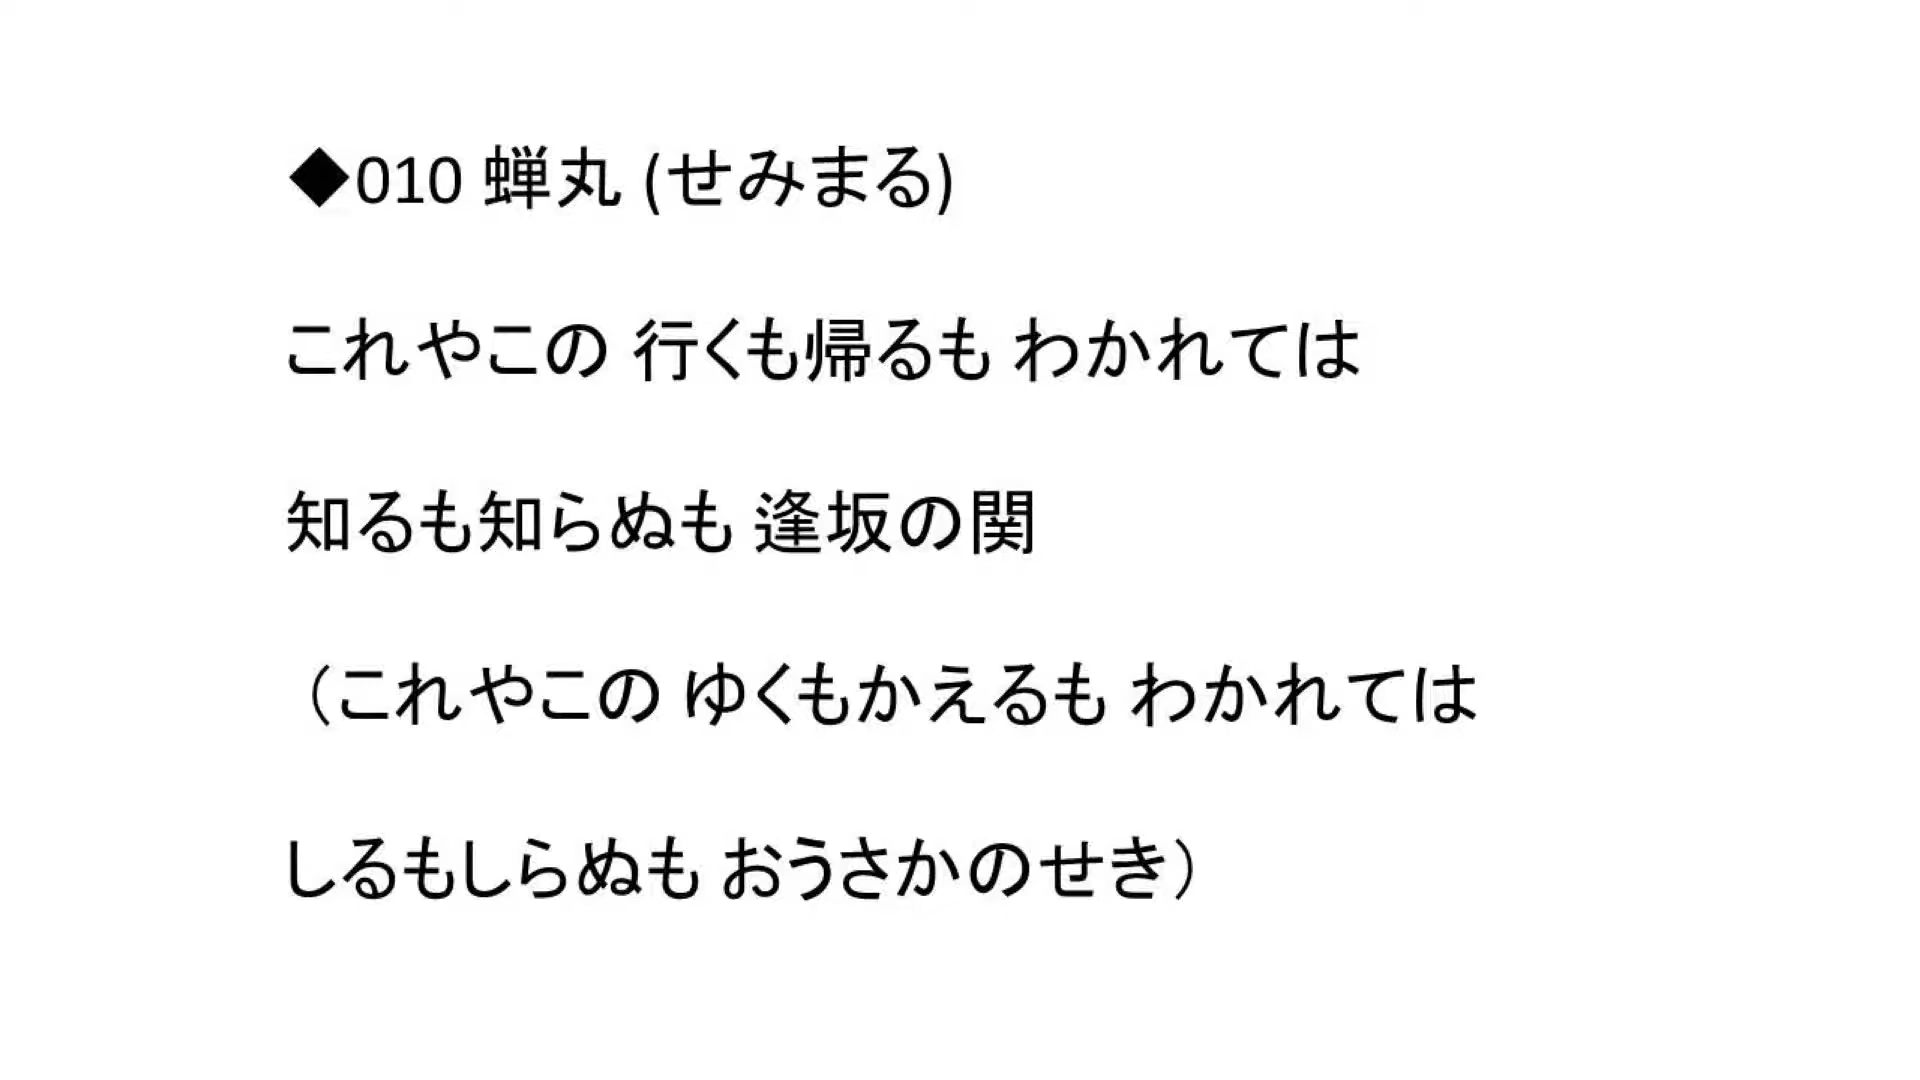 ◆010 蝉丸 (せみまる)
これやこの 行くも帰るも わかれては
知るも知らぬも 逢坂の関
（これやこの ゆくもかえるも わかれては
しるもしらぬも おうさかのせき）